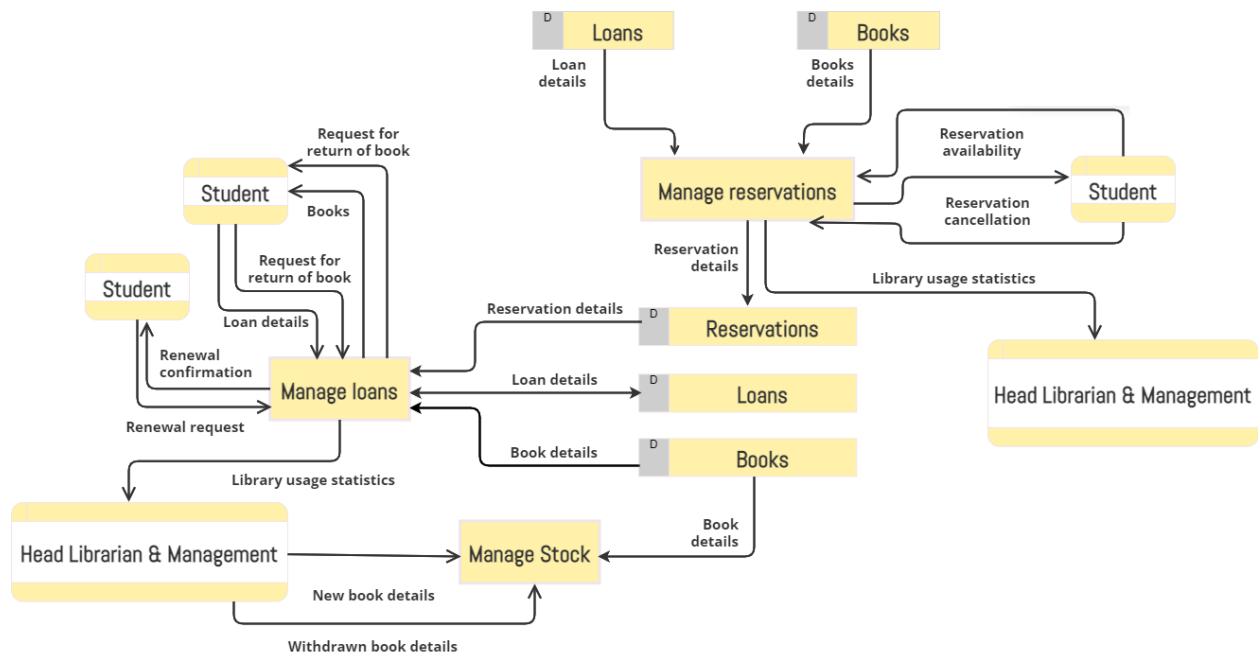 D
Loans
D
Books
Loan
details
Books
details
Request for
return of book
Reservation
availability
Manage reservations
Student
Student
Books
Reservation
cancellation
Request for
return of book
Reservation
details
Library usage statistics
Student
Loan details
Reservation details
D
Reservations
Renewal
confirmation
Manage loans
Loan details
D
Loans
Head Librarian & Management
Renewal request
Book details
D
Books
Library usage statistics
Book
details
Head Librarian & Management
Manage Stock
New book details
Withdrawn book details